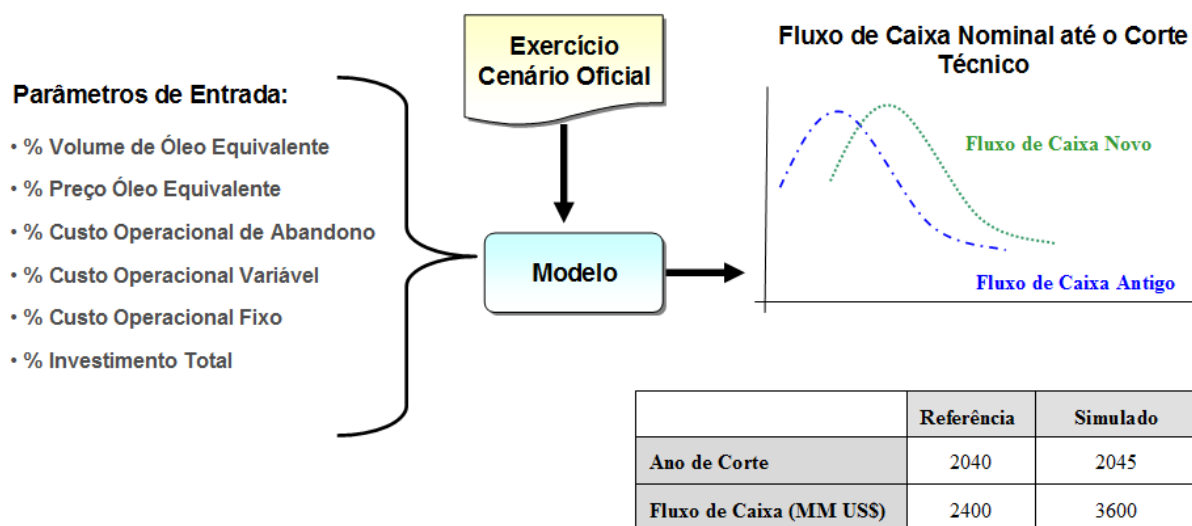 Parâmetros de Entrada:
• % Volume de Óleo Equivalente
• % Preço Óleo Equivalente
• % Custo Operacional de Abandono
• % Custo Operacional Variável
• % Custo Operacional Fixo
• % Investimento Total
Exercício
Cenário Oficial
Modelo
Fluxo de Caixa Nominal até o Corte
Técnico
Fluxo de Caixa Novo
Fluxo de Caixa Antigo
Referência Simulado
Ano de Corte 2040 2045
Fluxo de Caixa (MM US$) 2400 3600